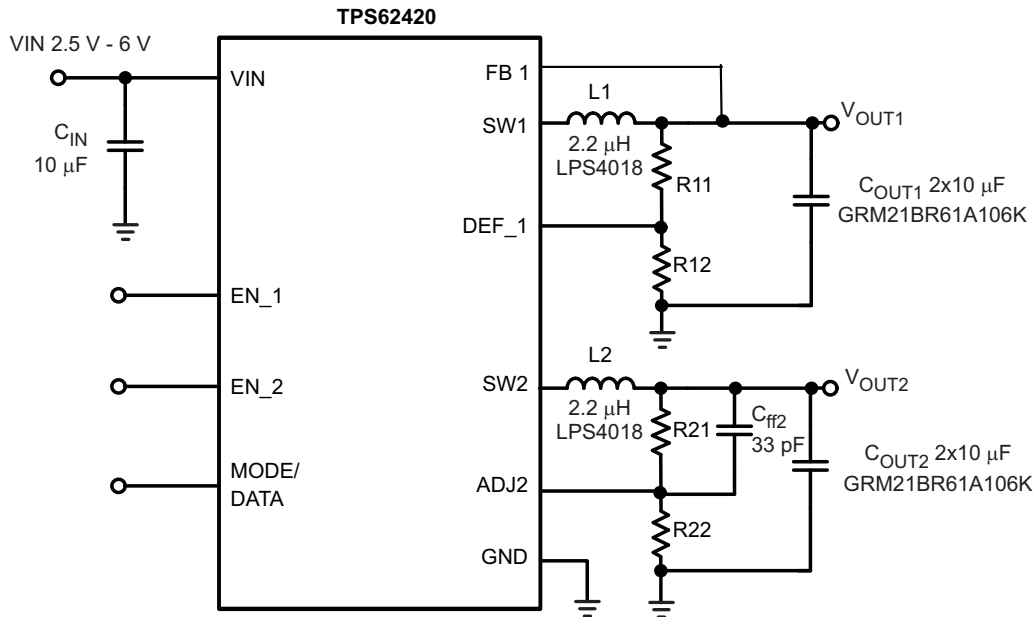 TPS62420
VIN 2.5 V - 6 V
VIN
C_IN
10 μF
EN_1
EN_2
MODE/
DATA
FB 1
SW1
DEF_1
SW2
ADJ2
GND
L1
2.2 μH
LPS4018
R11
R12
V_OUT1
C_OUT1 2x10 μF
GRM21BR61A106K
L2
2.2 μH
LPS4018
R21
R22
C_ff2
33 pF
V_OUT2
C_OUT2 2x10 μF
GRM21BR61A106K